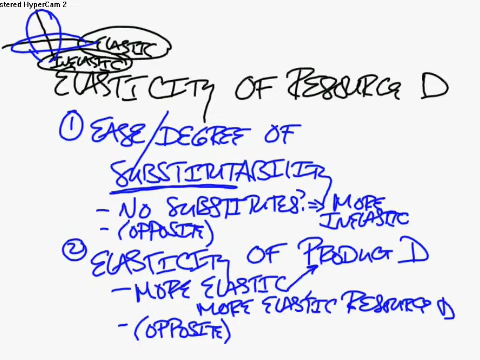 stered HyperCam 2
ELASTIC
INELASTIC
ELASTICITY OF RESOURCE D
① EASE/DEGREE OF
SUBSTITUTABILITY
- NO SUBSTITUTES? ⇒ MORE
INELASTIC
- (OPPOSITE)
② ELASTICITY OF PRODUCT D
- MORE ELASTIC
MORE ELASTIC RESOURCE D
- (OPPOSITE)